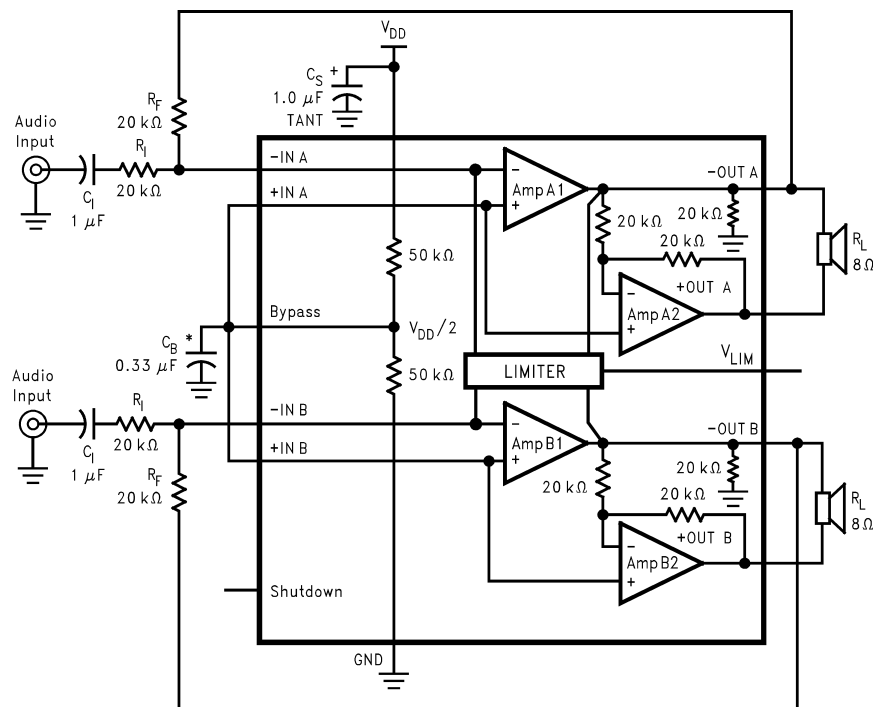 V_DD
C_S +
1.0 μF
TANT
R_F
20 kΩ
Audio
Input
R_I
20 kΩ
C_I
1 μF
-IN A
+IN A
-
+
Amp A1
-OUT A
20 kΩ
20 kΩ
20 kΩ
R_L
8Ω
50 kΩ
+OUT A
-
+
Amp A2
Bypass
V_DD/2
C_B *
0.33 μF
50 kΩ
LIMITER
V_LIM
Audio
Input
R_I
20 kΩ
C_I
1 μF
-IN B
+IN B
-
+
Amp B1
-OUT B
R_F
20 kΩ
20 kΩ
20 kΩ
20 kΩ
R_L
8Ω
+OUT B
-
+
Amp B2
Shutdown
GND